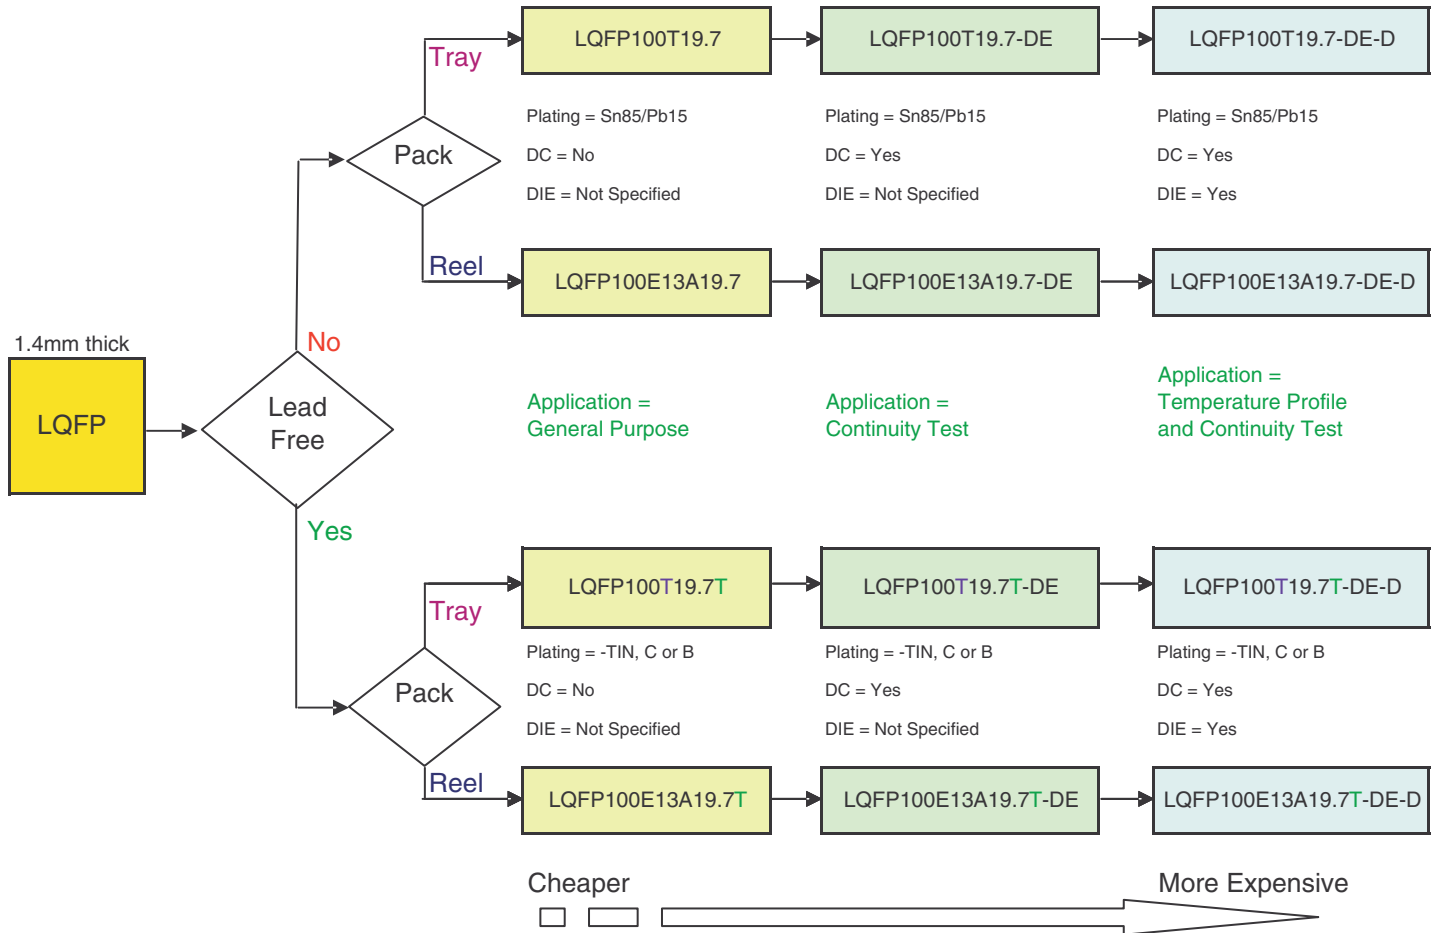 LQFP100T19.7
LQFP100T19.7-DE
LQFP100T19.7-DE-D
Tray
Plating = Sn85/Pb15
Plating = Sn85/Pb15
Plating = Sn85/Pb15
Pack
DC = No
DC = Yes
DC = Yes
DIE = Not Specified
DIE = Not Specified
DIE = Yes
Reel
LQFP100E13A19.7
LQFP100E13A19.7-DE
LQFP100E13A19.7-DE-D
1.4mm thick
No
LQFP
Lead
Free
Application =
General Purpose
Application =
Continuity Test
Application =
Temperature Profile
and Continuity Test
Yes
LQFP100T19.7T
LQFP100T19.7T-DE
LQFP100T19.7T-DE-D
Tray
Plating = -TIN, C or B
Plating = -TIN, C or B
Plating = -TIN, C or B
Pack
DC = No
DC = Yes
DC = Yes
DIE = Not Specified
DIE = Not Specified
DIE = Yes
Reel
LQFP100E13A19.7T
LQFP100E13A19.7T-DE
LQFP100E13A19.7T-DE-D
Cheaper
More Expensive